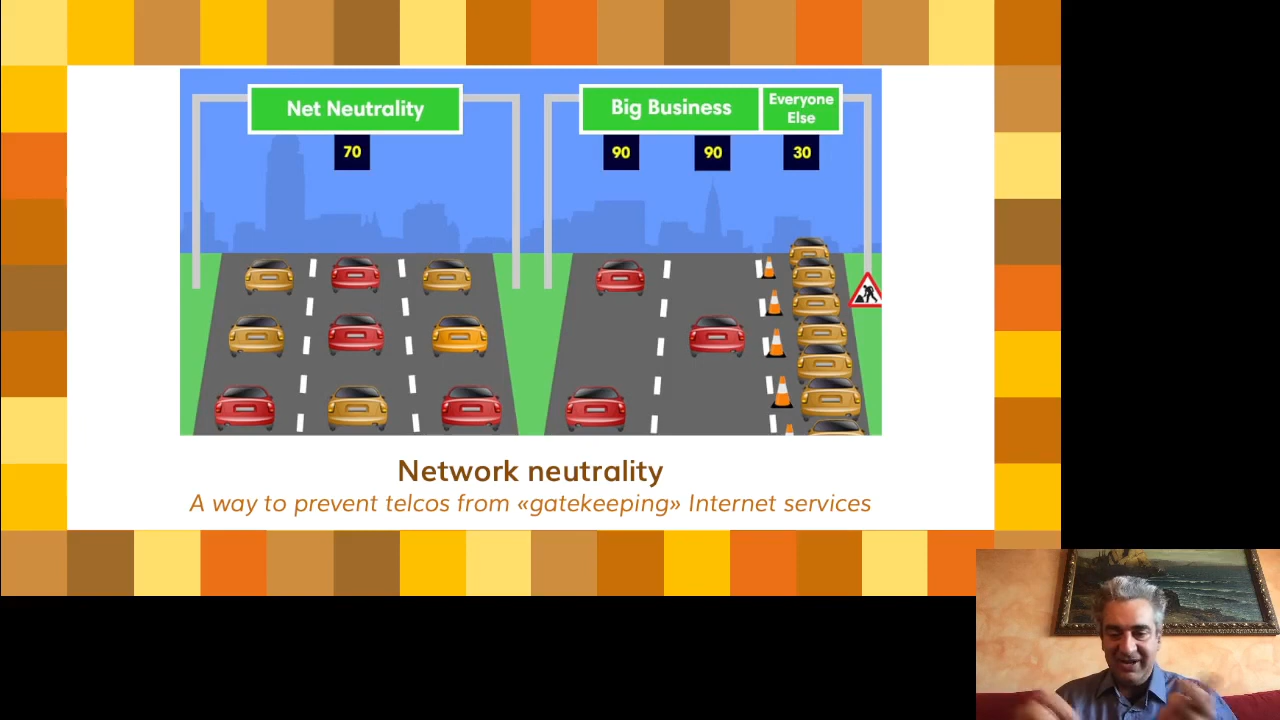 Net Neutrality
70
Big Business
Everyone
Else
90
90
30
Network neutrality
A way to prevent telcos from «gatekeeping» Internet services